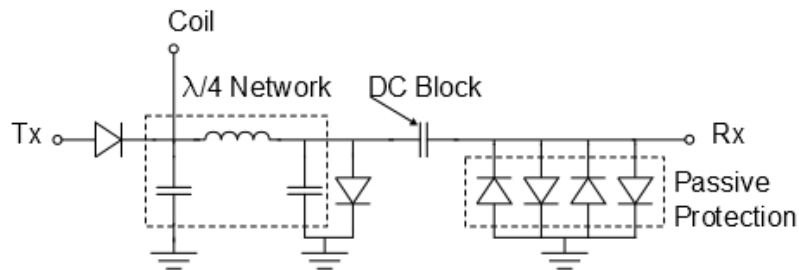 Coil
λ/4 Network
DC Block
Tx
Rx
Passive
Protection